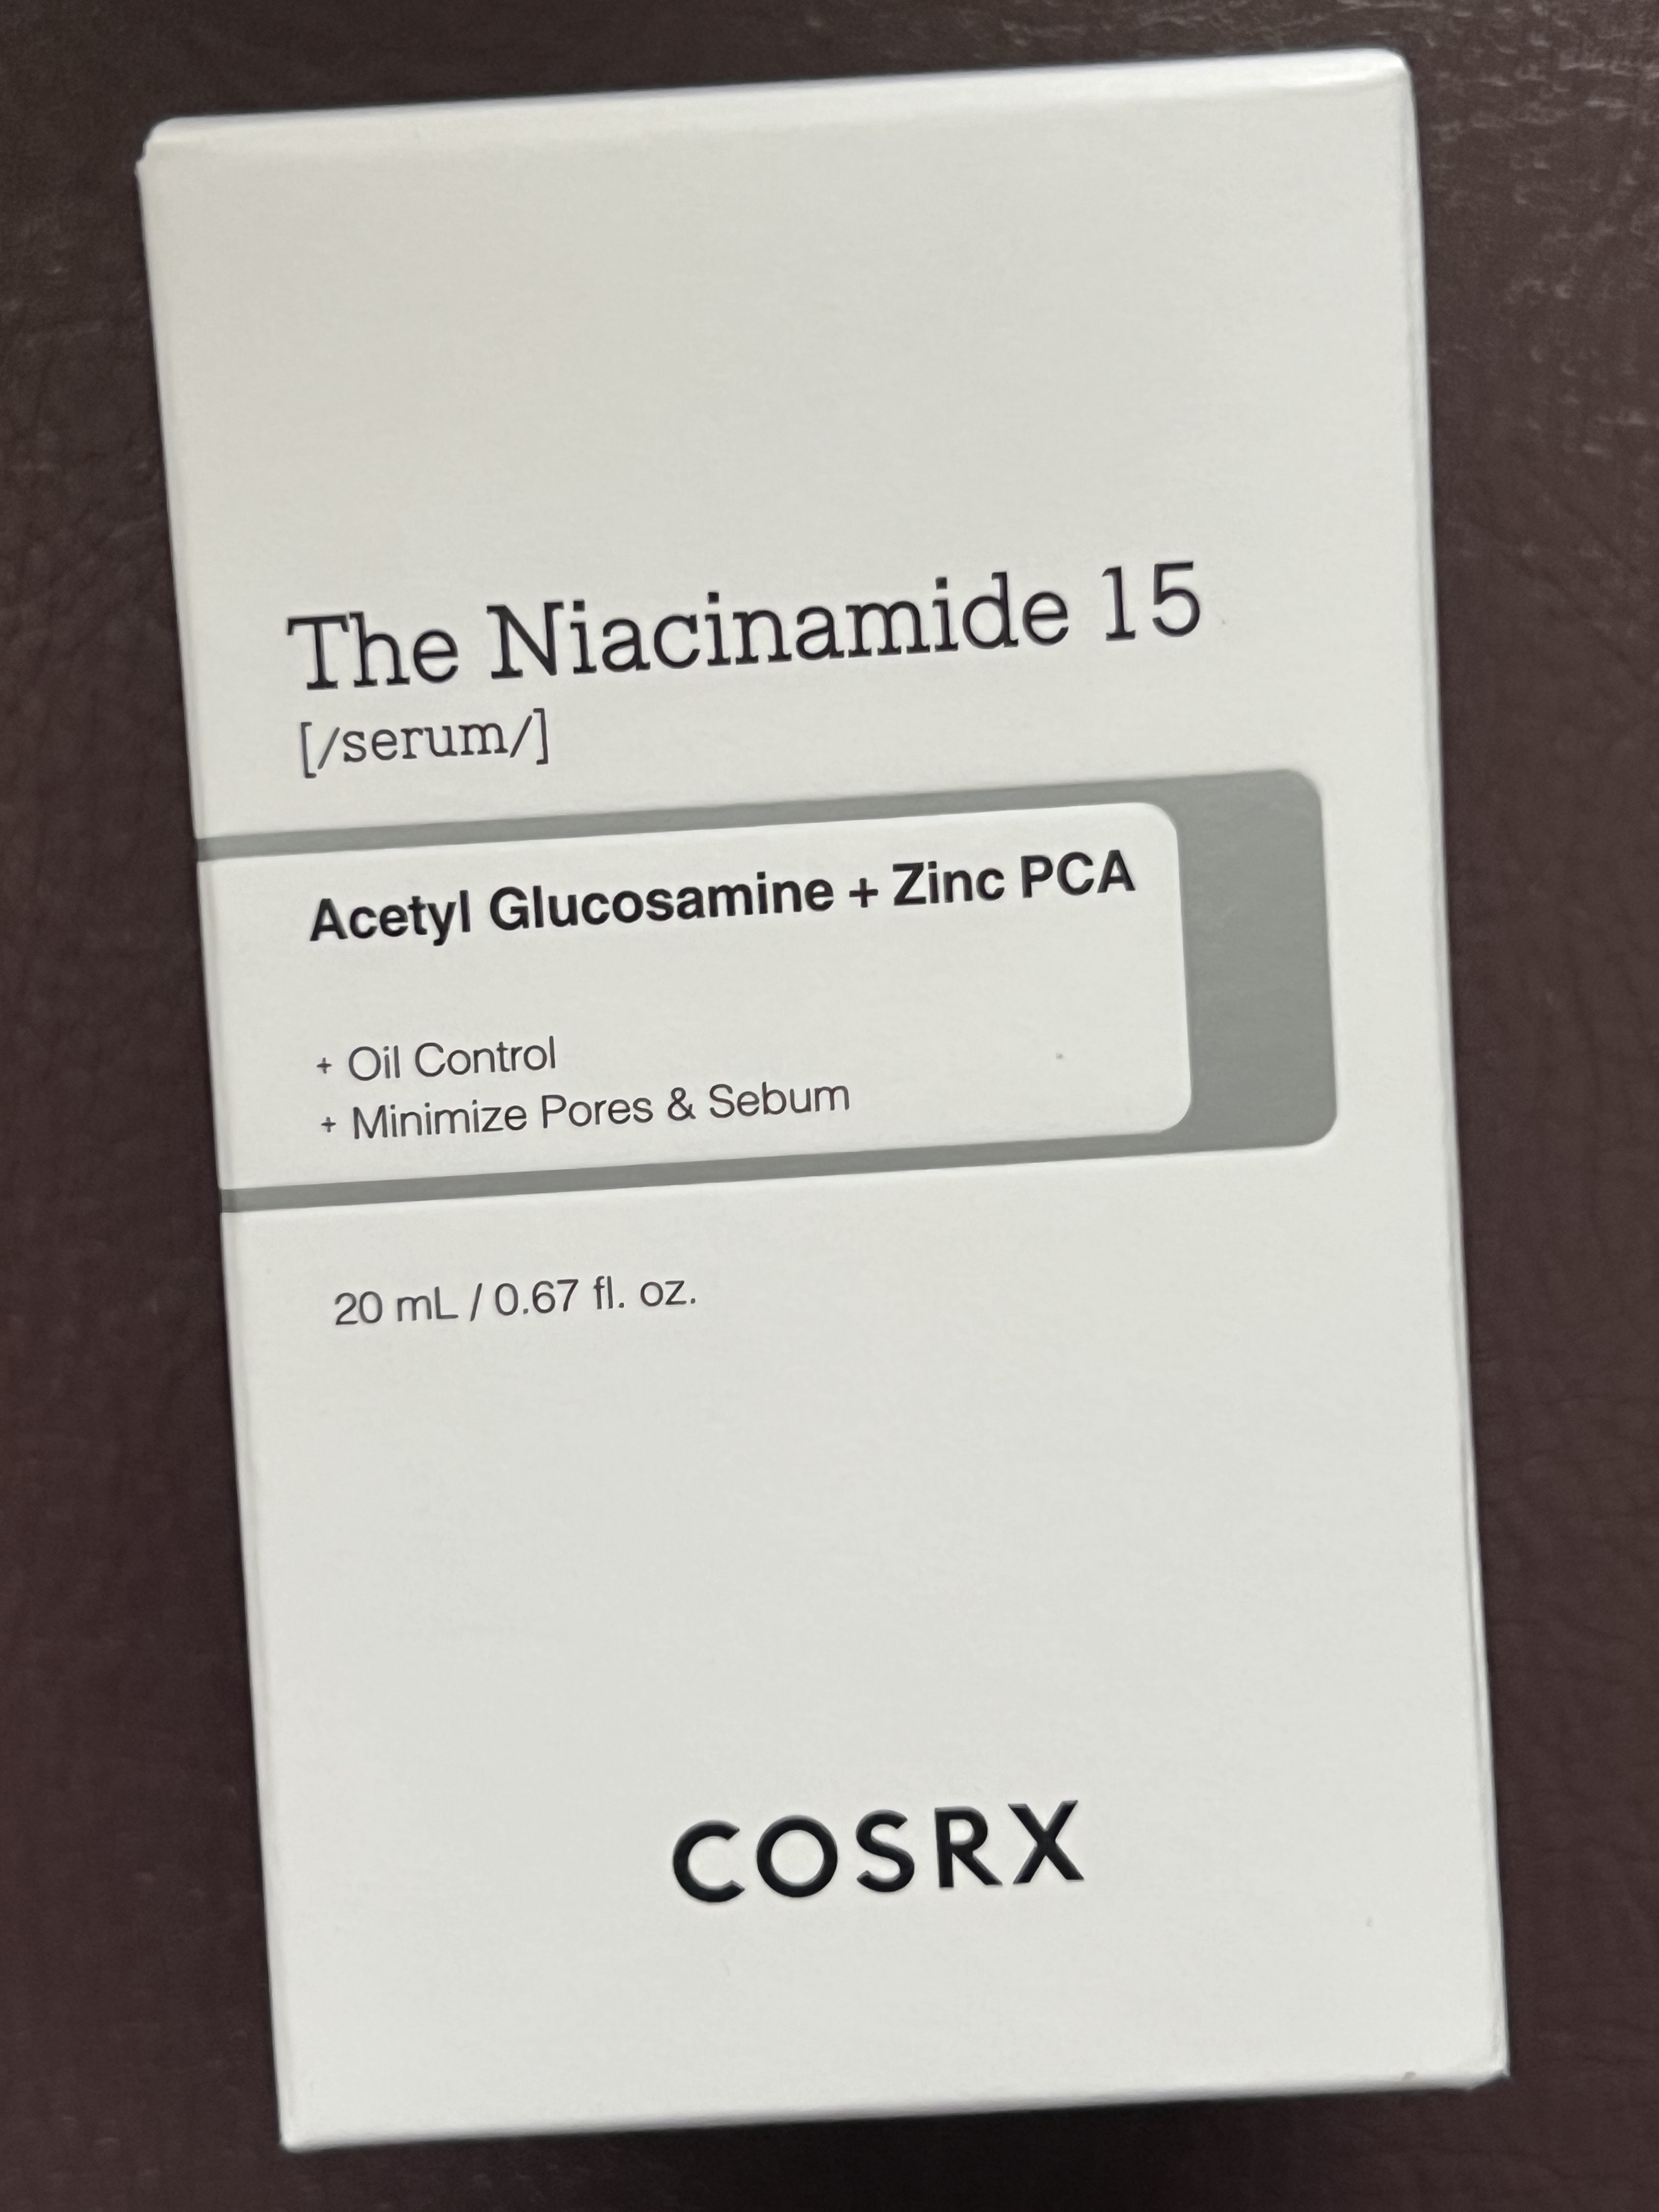 The Niacinamide 15
[/serum/]
Acetyl Glucosamine + Zinc PCA
+ Oil Control
+ Minimize Pores & Sebum
20 mL / 0.67 fl. oz.
COSRX